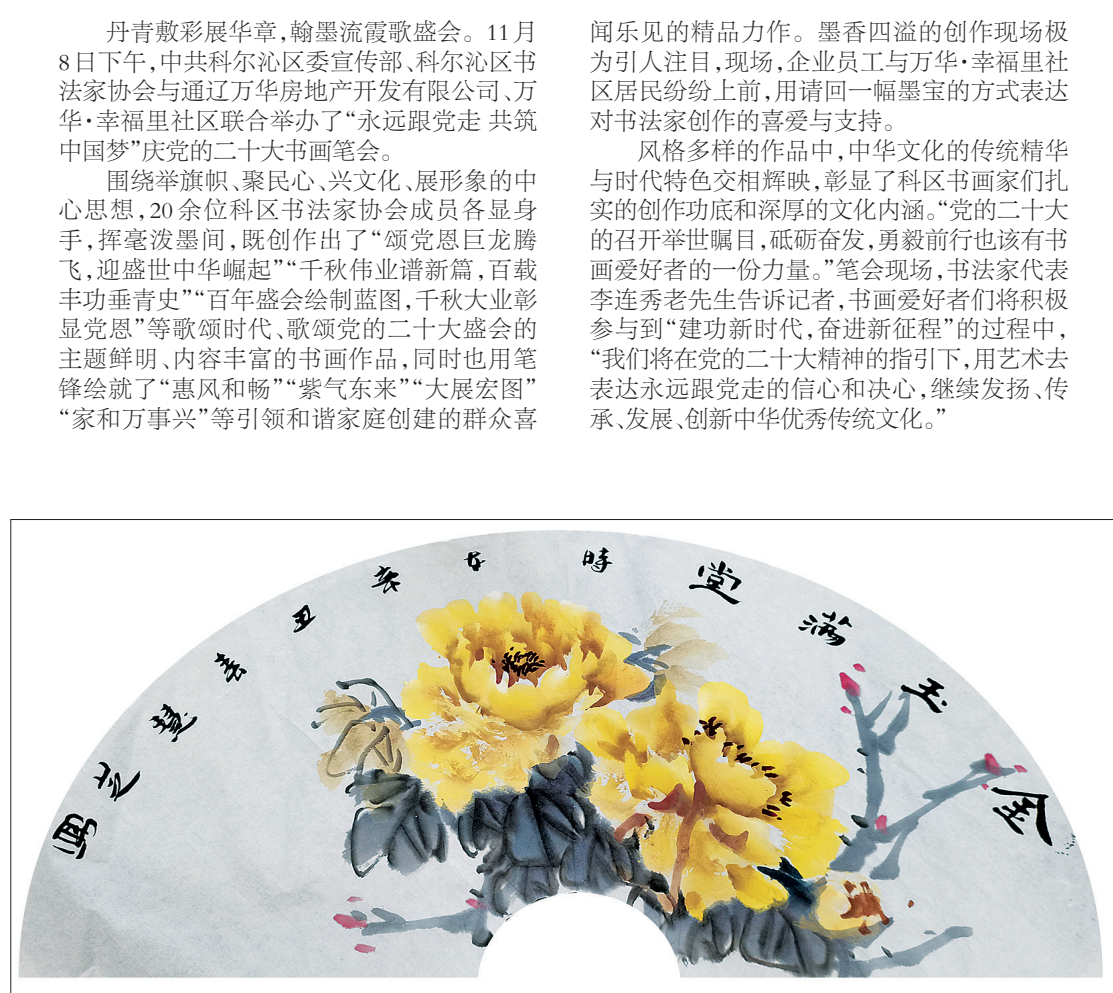 丹青敷彩展华章，翰墨流霞歌盛会。11月
8日下午，中共科尔沁区委宣传部、科尔沁区书
法家协会与通辽万华房地产开发有限公司、万
华·幸福里社区联合举办了“永远跟党走 共筑
中国梦”庆党的二十大书画笔会。
围绕举旗帜、聚民心、兴文化、展形象的中
心思想，20余位科区书法家协会成员各显身
手，挥毫泼墨间，既创作出了“颂党恩巨龙腾
飞，迎盛世中华崛起”“千秋伟业谱新篇，百载
丰功垂青史”“百年盛会绘制蓝图，千秋大业彰
显党恩”等歌颂时代、歌颂党的二十大盛会的
主题鲜明、内容丰富的书画作品，同时也用笔
锋绘就了“惠风和畅”“紫气东来”“大展宏图”
“家和万事兴”等引领和谐家庭创建的群众喜
闻乐见的精品力作。墨香四溢的创作现场极
为引人注目，现场，企业员工与万华·幸福里社
区居民纷纷上前，用请回一幅墨宝的方式表达
对书法家创作的喜爱与支持。
风格多样的作品中，中华文化的传统精华
与时代特色交相辉映，彰显了科区书画家们扎
实的创作功底和深厚的文化内涵。“党的二十大
的召开举世瞩目，砥砺奋发，勇毅前行也该有书
画爱好者的一份力量。”笔会现场，书法家代表
李连秀老先生告诉记者，书画爱好者们将积极
参与到“建功新时代，奋进新征程”的过程中，
“我们将在党的二十大精神的指引下，用艺术去
表达永远跟党走的信心和决心，继续发扬、传
承、发展、创新中华优秀传统文化。”
金玉满堂 時在辛丑春